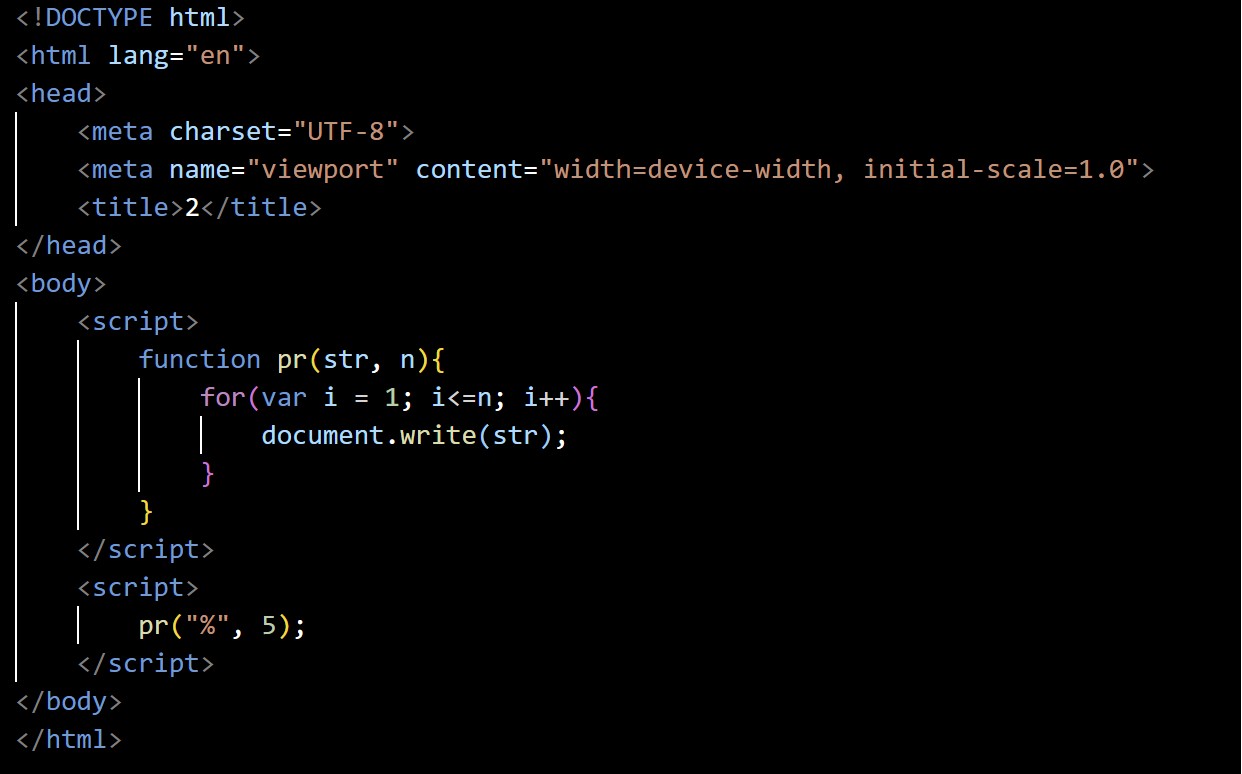 <!DOCTYPE html>
<html lang="en">
<head>
    <meta charset="UTF-8">
    <meta name="viewport" content="width=device-width, initial-scale=1.0">
    <title>2</title>
</head>
<body>
    <script>
        function pr(str, n){
            for(var i = 1; i<=n; i++){
                document.write(str);
            }
        }
    </script>
    <script>
        pr("%", 5);
    </script>
</body>
</html>